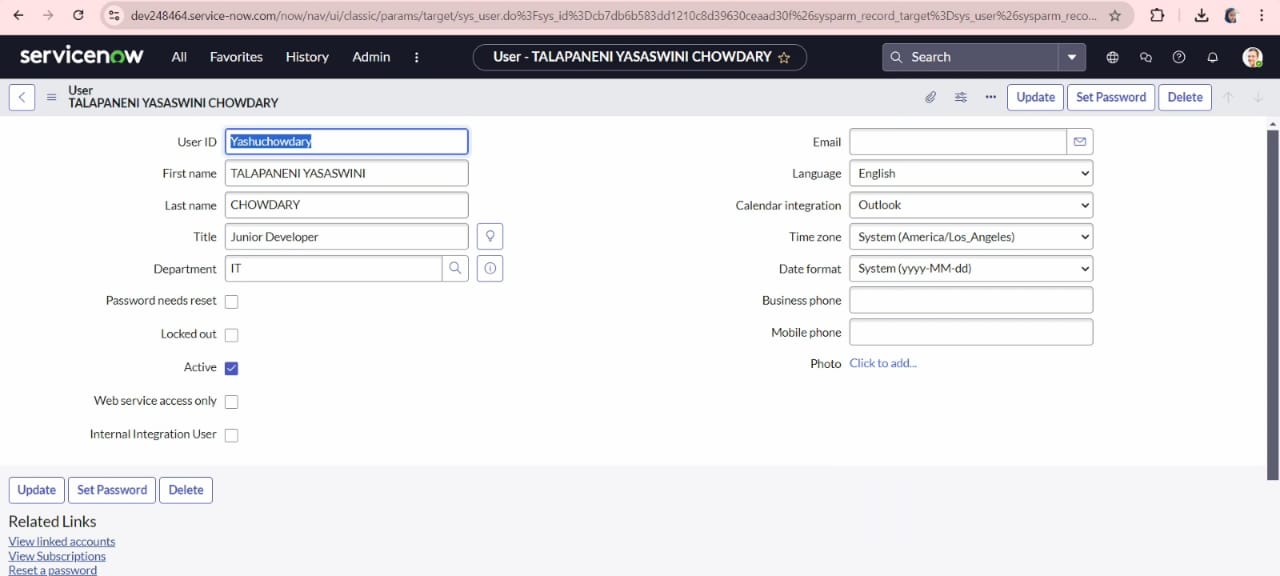 dev248464.service-now.com/now/nav/ui/classic/params/target/sys_user.do%3Fsys_id%3Dcb7db6b583dd1210c8d39630ceaad30f%26sysparm_record_target%3Dsys_user%26sysparm_reco...
servicenow All Favorites History Admin User - TALAPANENI YASASWINI CHOWDARY Search
User
TALAPANENI YASASWINI CHOWDARY
Update Set Password Delete
User ID Yashuchowdary
First name TALAPANENI YASASWINI
Last name CHOWDARY
Title Junior Developer
Department IT
Password needs reset
Locked out
Active
Web service access only
Internal Integration User
Email
Language English
Calendar integration Outlook
Time zone System (America/Los_Angeles)
Date format System (yyyy-MM-dd)
Business phone
Mobile phone
Photo Click to add...
Update Set Password Delete
Related Links
View linked accounts
View Subscriptions
Reset a password